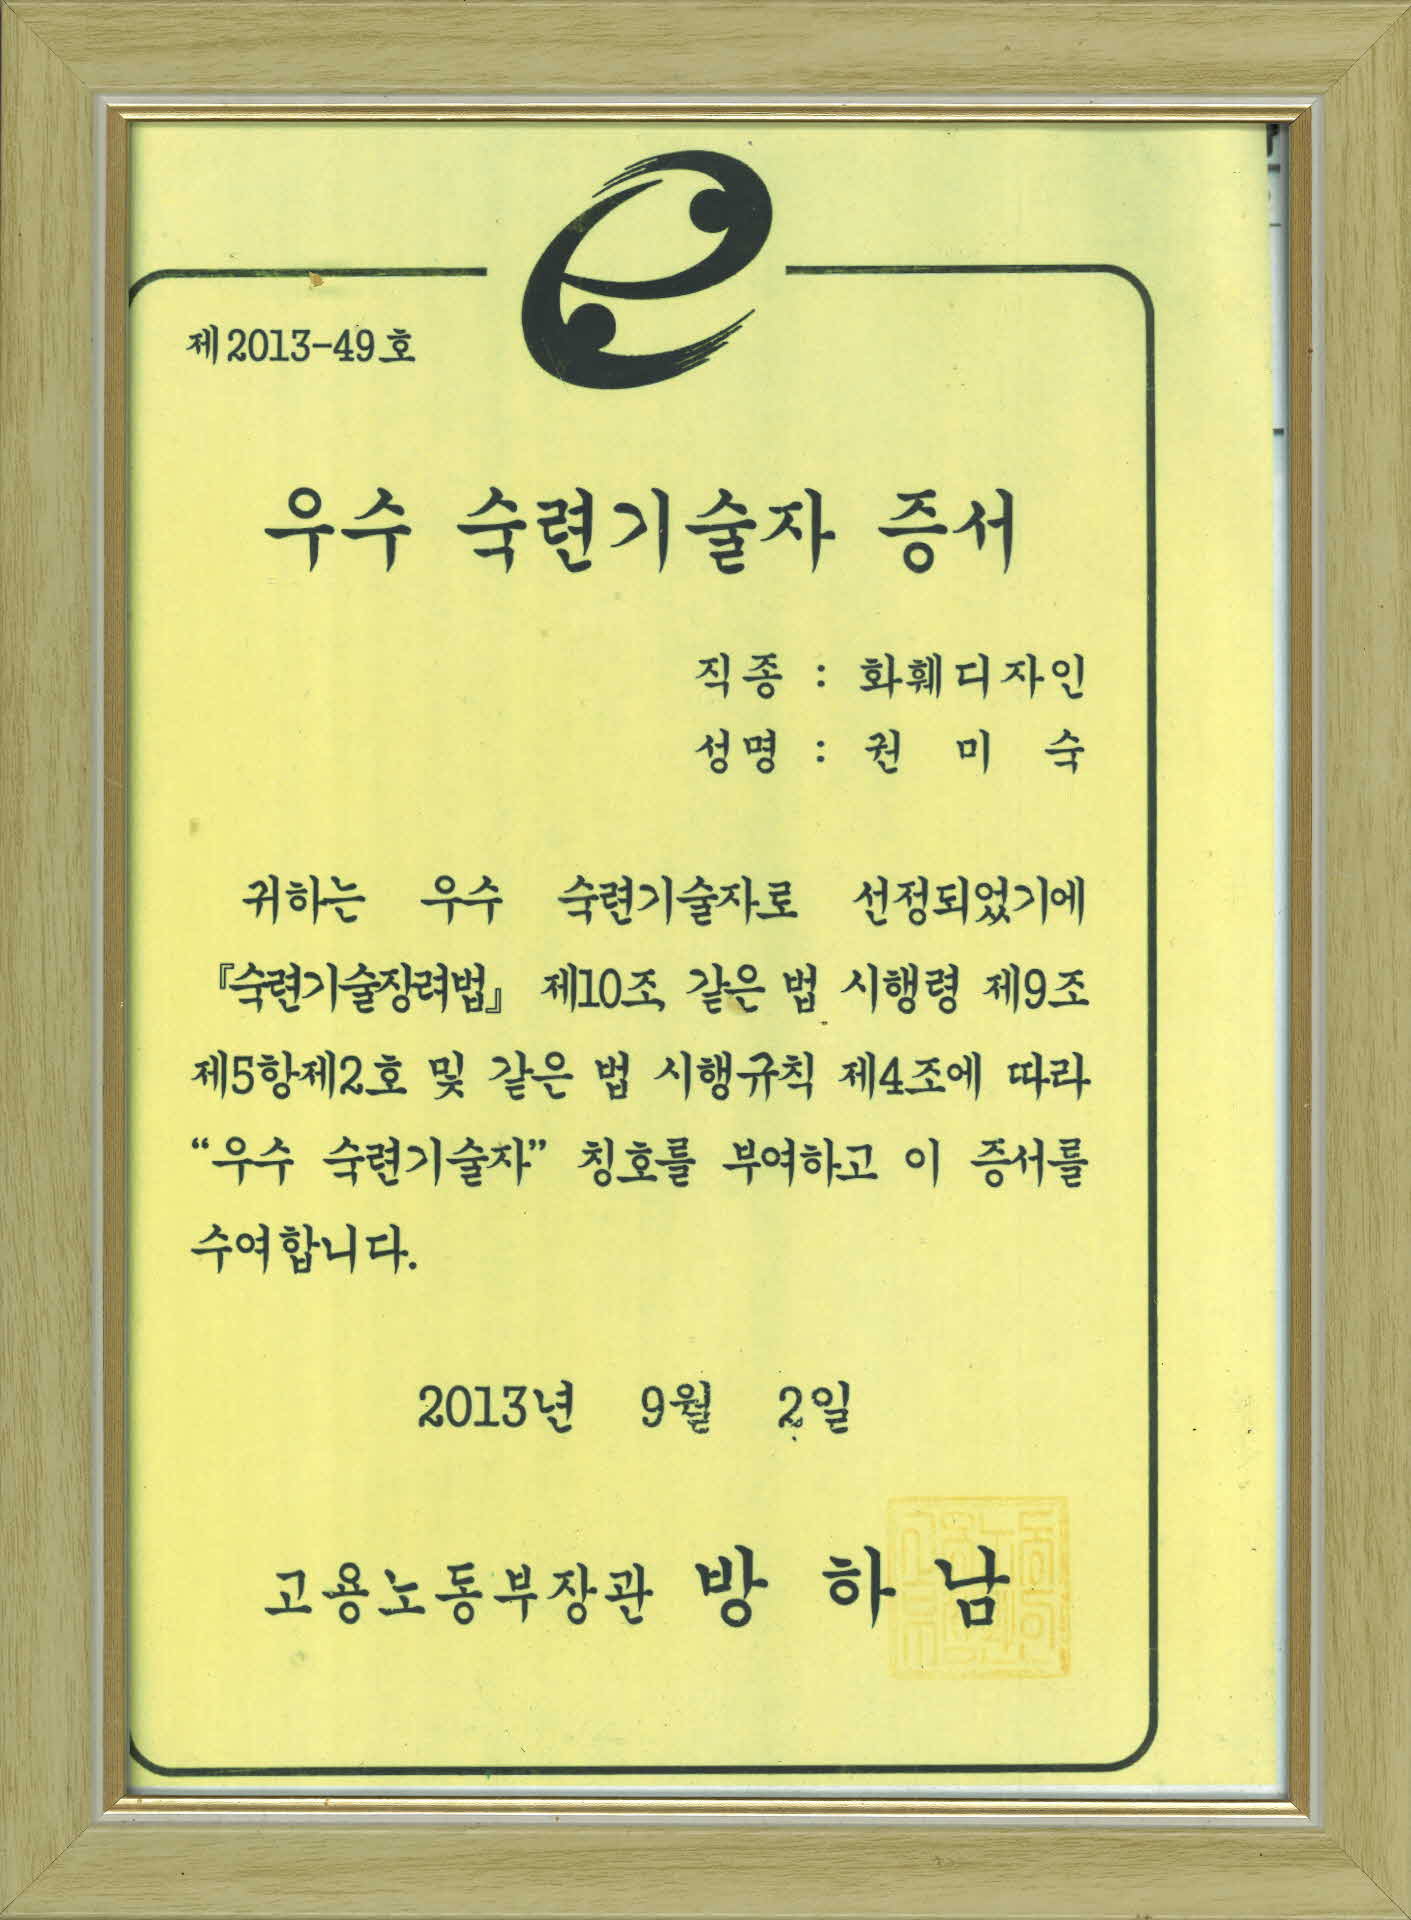 제2013-49호
우수 숙련기술자 증서
직종 : 화훼디자인
성명 : 권 미 숙
귀하는 우수 숙련기술자로 선정되었기에
『숙련기술장려법』 제10조, 같은 법 시행령 제9조
제5항제2호 및 같은 법 시행규칙 제4조에 따라
“우수 숙련기술자” 칭호를 부여하고 이 증서를
수여합니다.
2013년 9월 2일
고용노동부장관 방 하 남